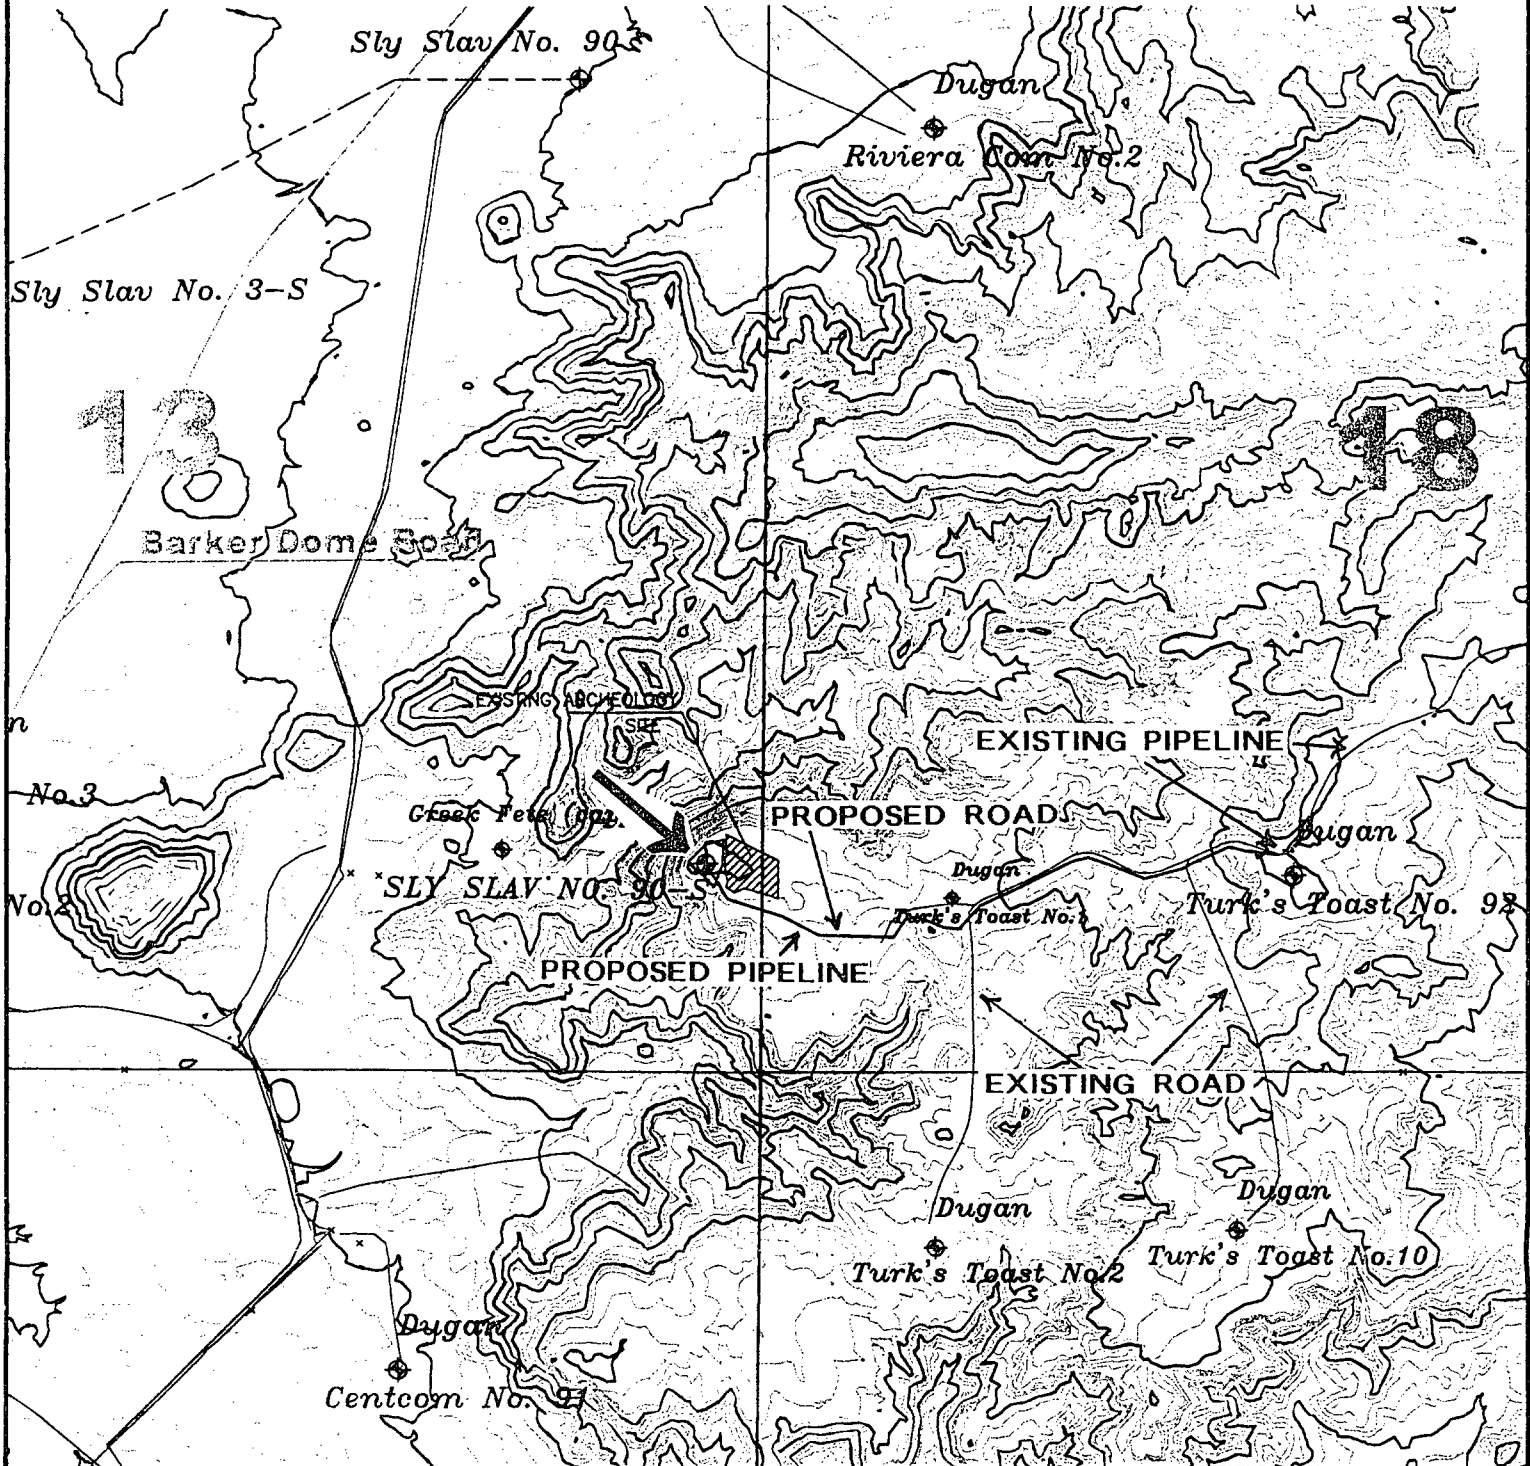 Sly Slav No. 90
Dugan
Riviera Com No.2
Sly Slav No. 3-S
13
18
Barker Dome Road
EXISTING ARCHEOLOGY
SITE
n
EXISTING PIPELINE
No.3
Greek Fete
PROPOSED ROAD
Dugan
Dugan
SLY SLAV NO. 90-S
No.2
Turk's Toast No.
Turk's Toast No. 92
PROPOSED PIPELINE
EXISTING ROAD
Dugan
Dugan
Turk's Toast No.2
Turk's Toast No.10
Dugan
Centcom No. 91